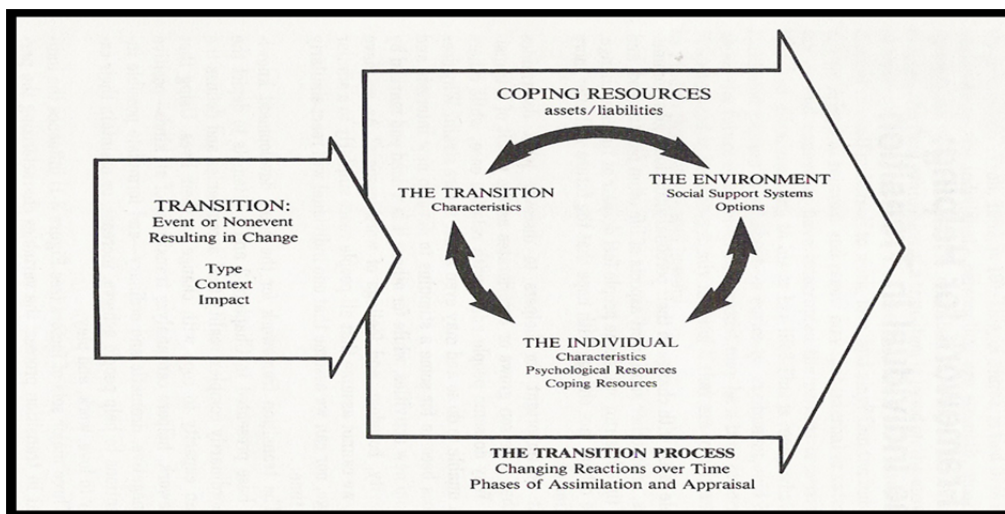 COPING RESOURCES
assets/liabilities
THE TRANSITION
Characteristics
THE ENVIRONMENT
Social Support Systems
Options
TRANSITION:
Event or Nonevent
Resulting in Change
Type
Context
Impact
THE INDIVIDUAL
Characteristics
Psychological Resources
Coping Resources
THE TRANSITION PROCESS
Changing Reactions over Time
Phases of Assimilation and Appraisal